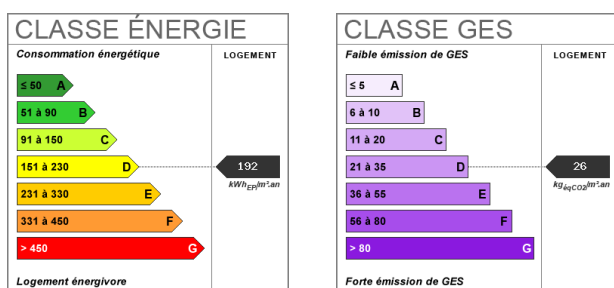 CLASSE ÉNERGIE
Consommation énergétique
LOGEMENT
≤ 50 A
51 à 90 B
91 à 150 C
151 à 230 D
192
kWhEP/m².an
231 à 330 E
331 à 450 F
> 450 G
Logement énergivore
CLASSE GES
Faible émission de GES
LOGEMENT
≤ 5 A
6 à 10 B
11 à 20 C
21 à 35 D
26
kgéqCO2/m².an
36 à 55 E
56 à 80 F
> 80 G
Forte émission de GES